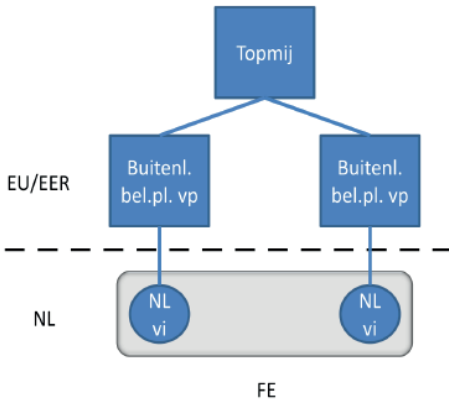 Topmij
EU/EER
Buitenl.
bel.pl. vp
Buitenl.
bel.pl. vp
NL
NL
vi
NL
vi
FE